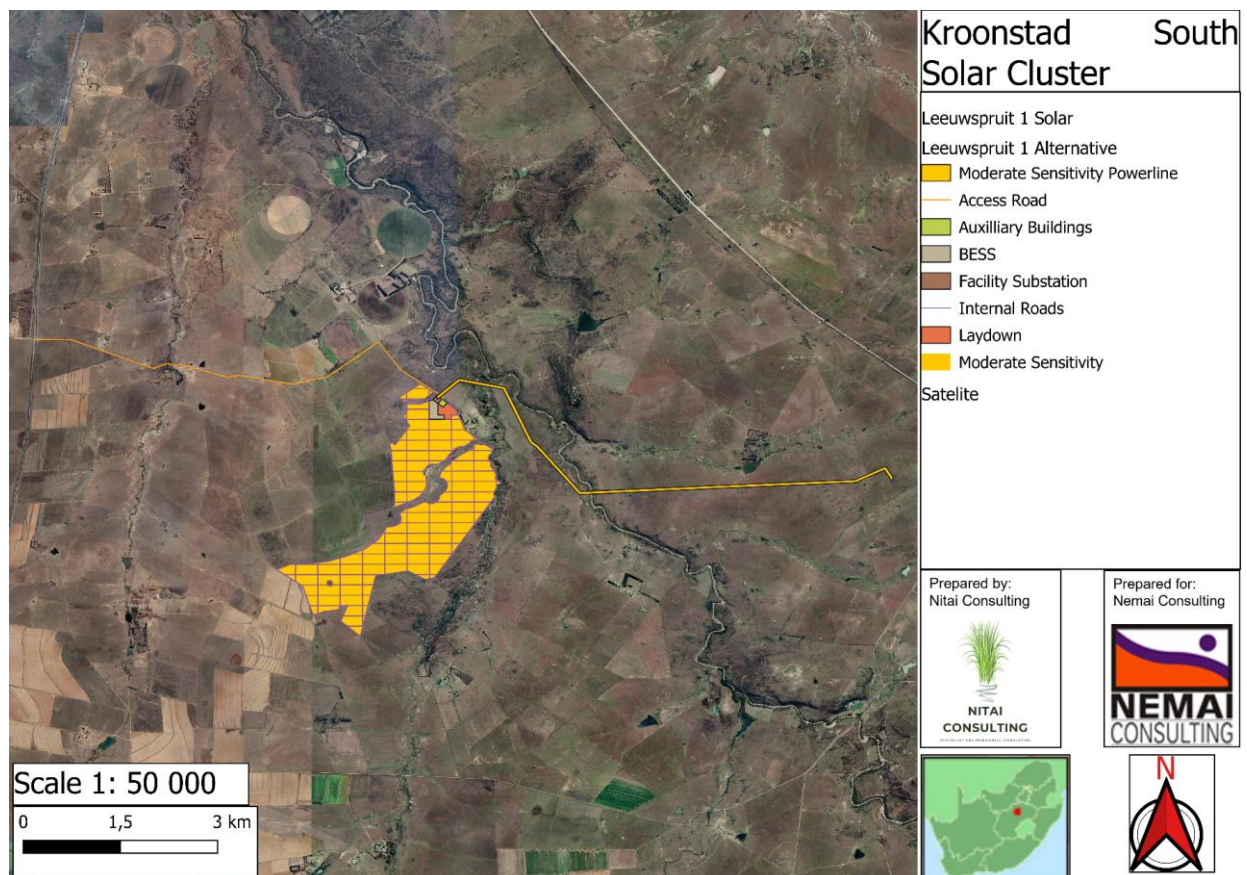 Kroonstad South
Solar Cluster
Leeuwspruit 1 Solar
Leeuwspruit 1 Alternative
Moderate Sensitivity Powerline
Access Road
Auxilliary Buildings
BESS
Facility Substation
Internal Roads
Laydown
Moderate Sensitivity
Satelite
Prepared by:
Nitai Consulting
NITAI
CONSULTING
Prepared for:
Nemai Consulting
NEMAI
CONSULTING
N
Scale 1: 50 000
0 1,5 3 km